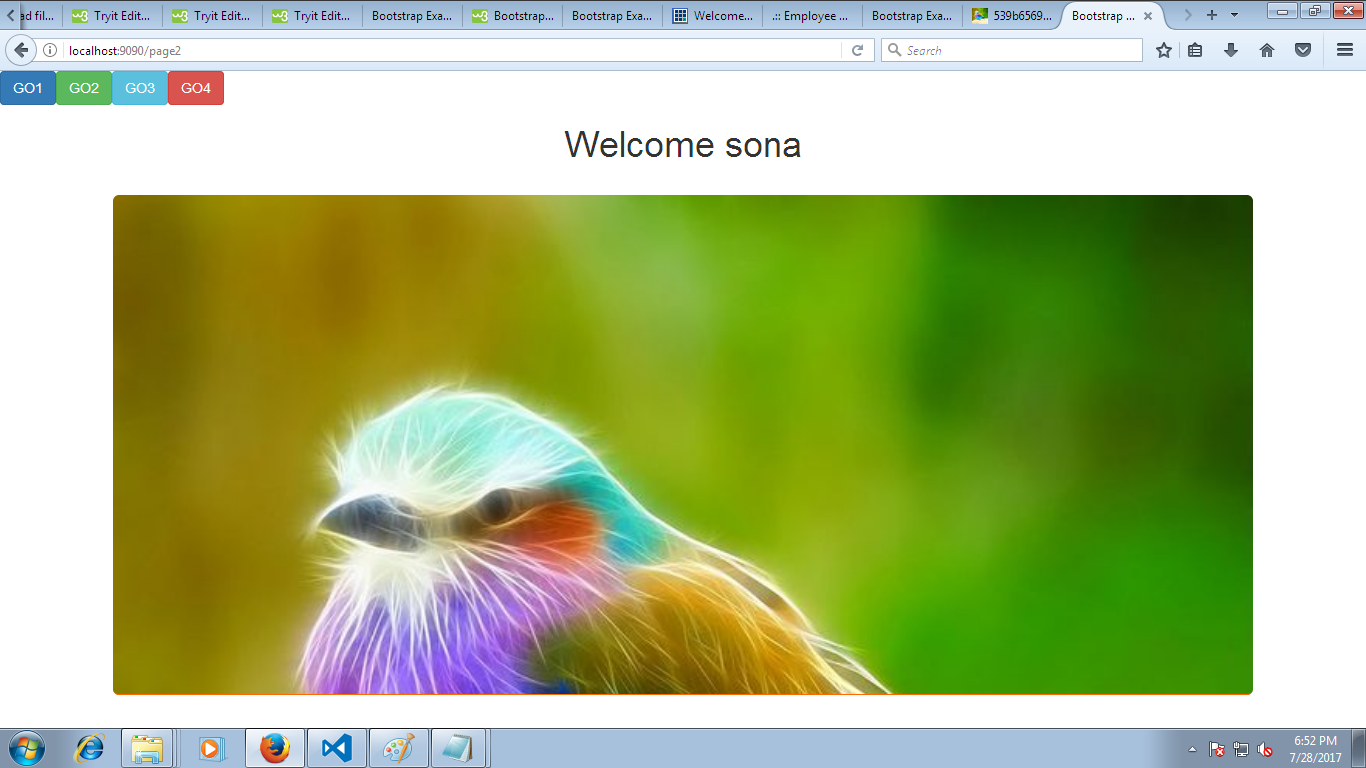 ad fil... Tryit Edit... Tryit Edit... Tryit Edit... Bootstrap Exa... Bootstrap... Bootstrap Exa... Welcome... .:: Employee ... Bootstrap Exa... 539b6569... Bootstrap ...
localhost:9090/page2 Search
GO1 GO2 GO3 GO4
Welcome sona
6:52 PM
7/28/2017